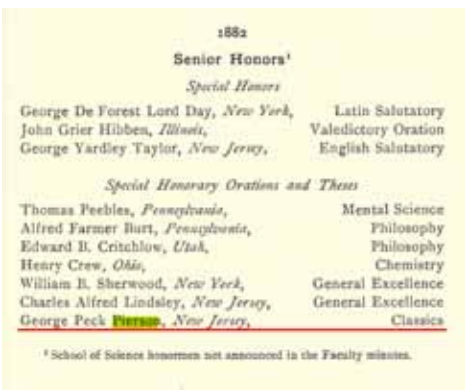 1882
Senior Honors¹
Special Honors
George De Forest Lord Day, New York, Latin Salutatory
John Grier Hibben, Illinois, Valedictory Oration
George Yardley Taylor, New Jersey, English Salutatory
Special Honorary Orations and Theses
Thomas Peebles, Pennsylvania, Mental Science
Alfred Farmer Burt, Pennsylvania, Philosophy
Edward B. Critchlow, Utah, Philosophy
Henry Crew, Ohio, Chemistry
William B. Sherwood, New York, General Excellence
Charles Alfred Lindsley, New Jersey, General Excellence
George Peck Pierson, New Jersey, Classics
¹ School of Science honormen not announced in the Faculty minutes.